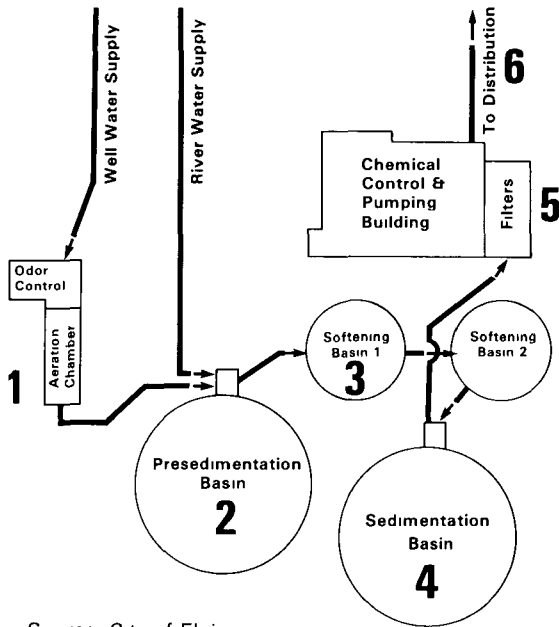 Well Water Supply
River Water Supply
6
To Distribution
Chemical
Control &
Pumping
Building
Filters
5
Odor
Control
Aeration
Chamber
1
Softening
Basin 1
3
Softening
Basin 2
Presedimentation
Basin
2
Sedimentation
Basin
4